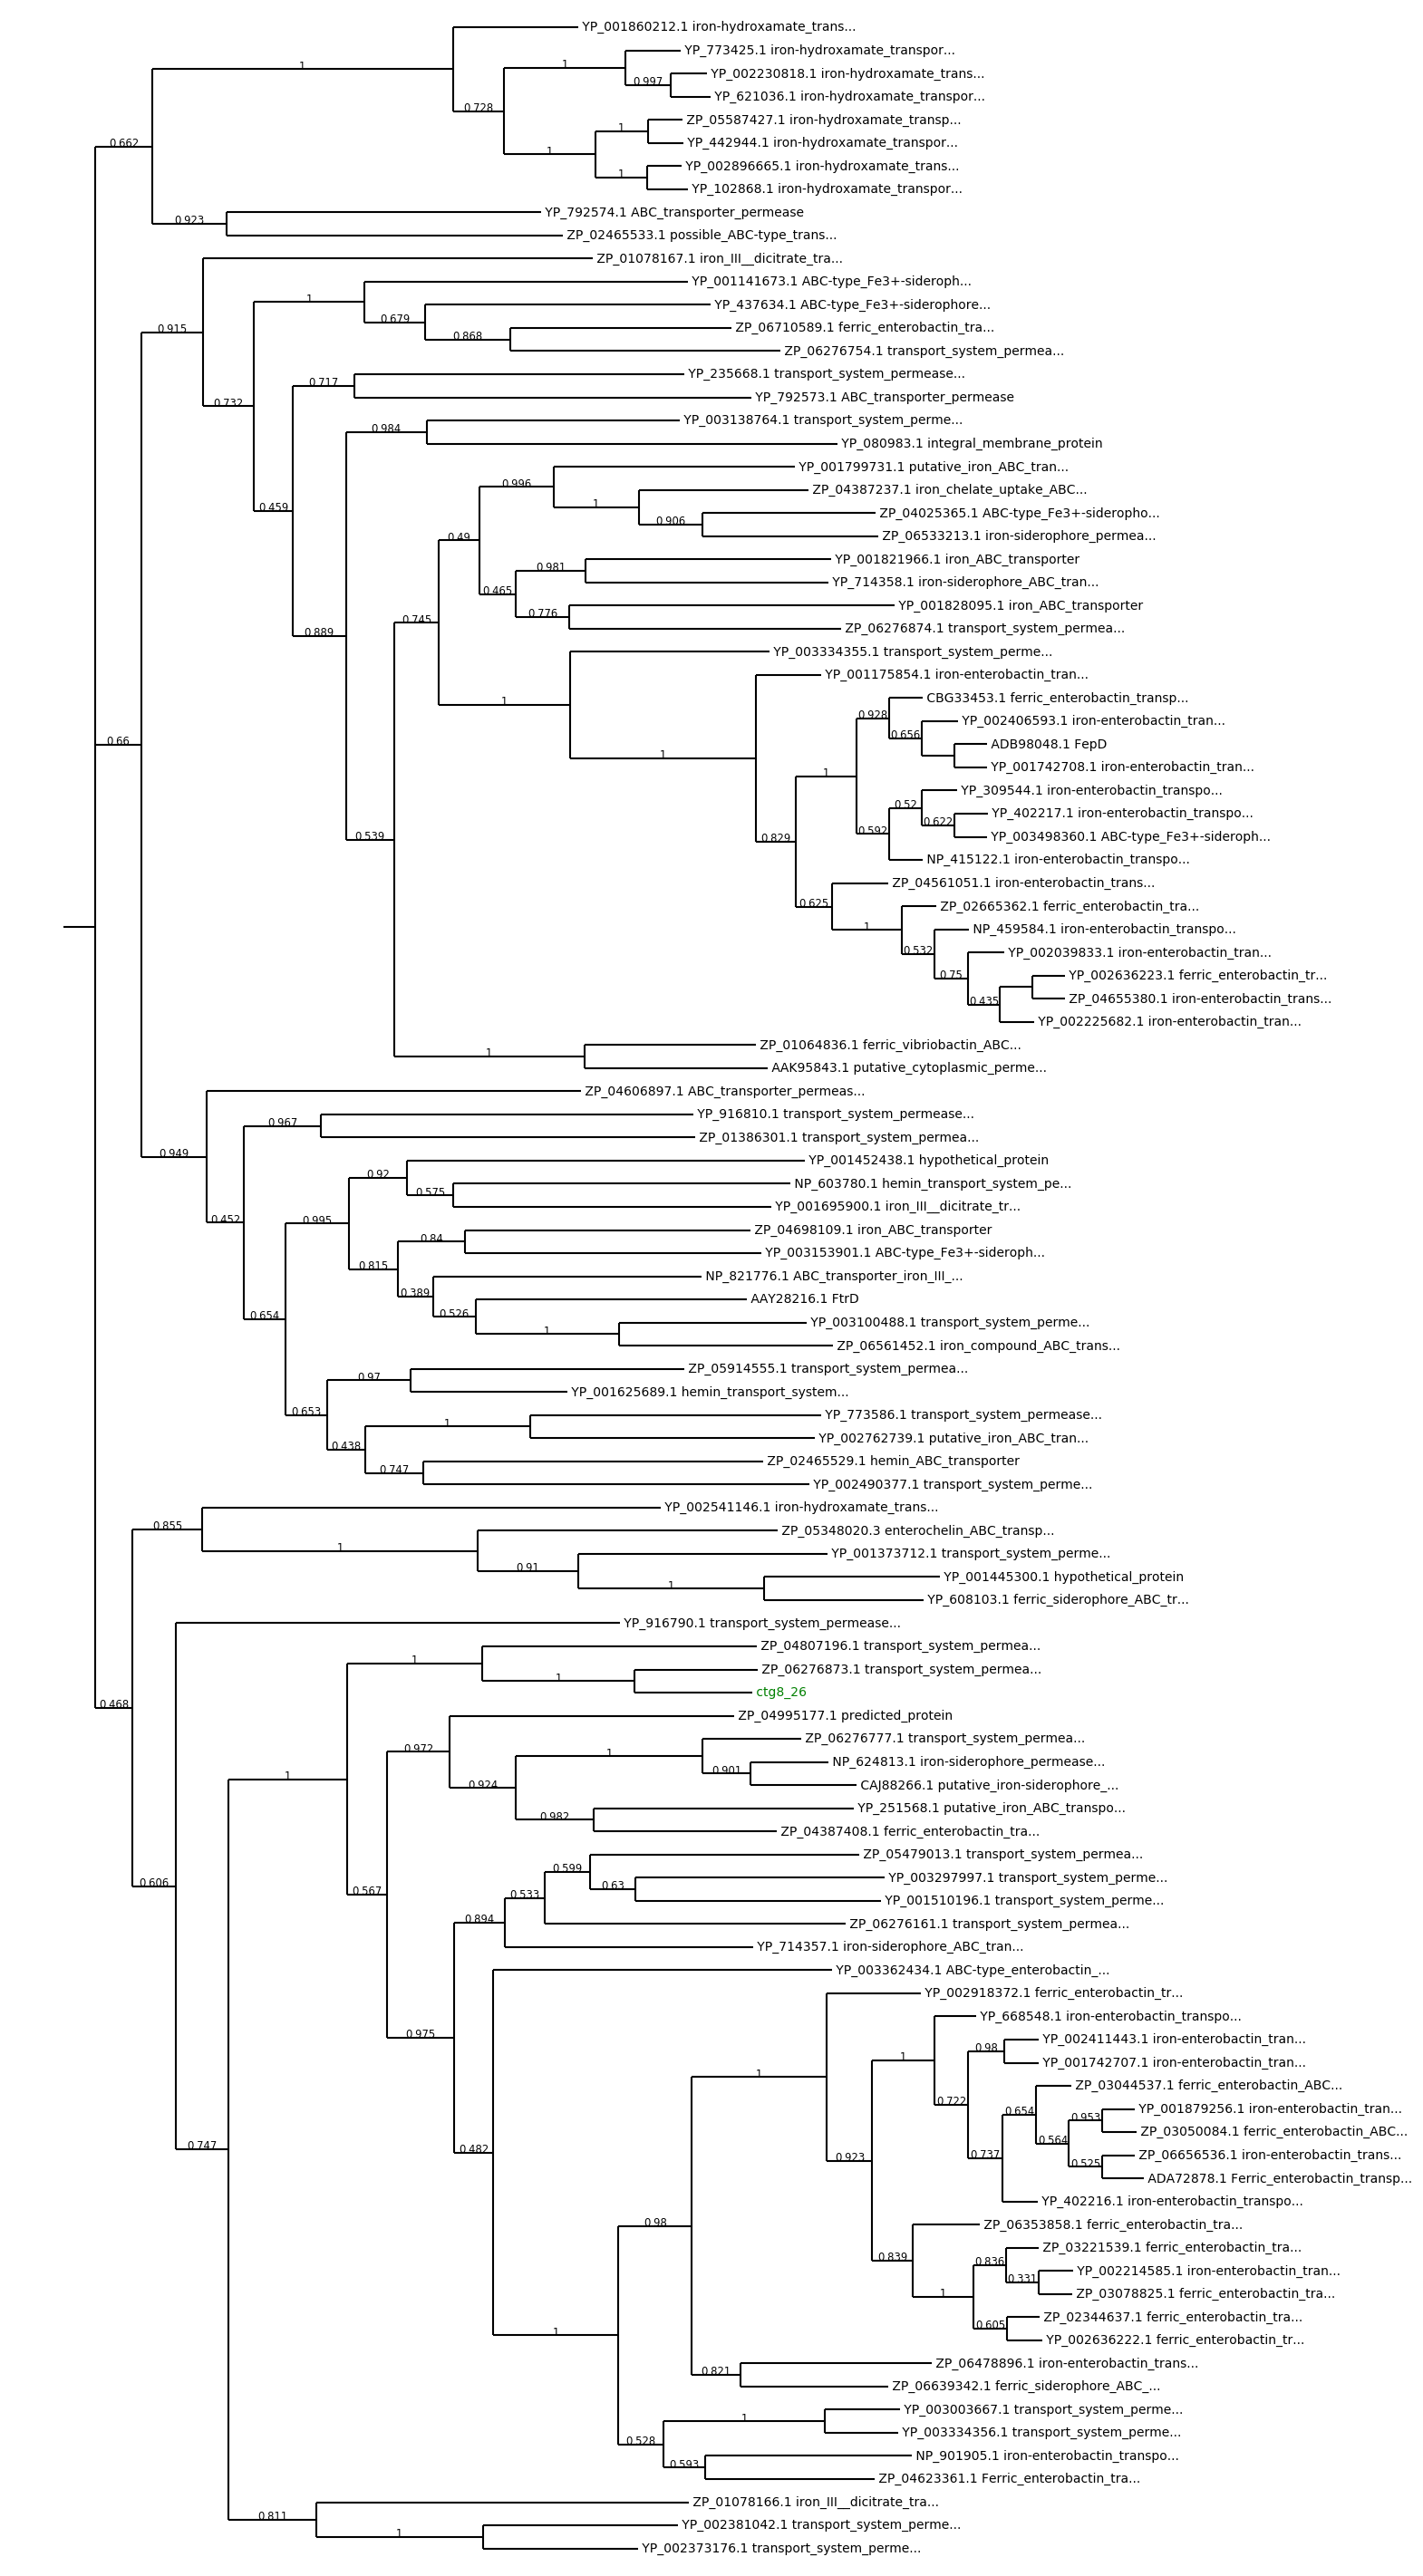 YP_001860212.1 iron-hydroxamate_trans...
YP_773425.1 iron-hydroxamate_transpor...
1
1
YP_002230818.1 iron-hydroxamate_trans...
0.997
YP_621036.1 iron-hydroxamate_transpor...
0.728
ZP_05587427.1 iron-hydroxamate_transp...
1
YP_442944.1 iron-hydroxamate_transpor...
0.662
1
YP_002896665.1 iron-hydroxamate_trans...
1
YP_102868.1 iron-hydroxamate_transpor...
YP_792574.1 ABC_transporter_permease
0.923
ZP_02465533.1 possible_ABC-type_trans...
ZP_01078167.1 iron_III__dicitrate_tra...
YP_001141673.1 ABC-type_Fe3+-sideroph...
1
YP_437634.1 ABC-type_Fe3+-siderophore...
0.679
0.915
ZP_06710589.1 ferric_enterobactin_tra...
0.868
ZP_06276754.1 transport_system_permea...
YP_235668.1 transport_system_permease...
0.717
YP_792573.1 ABC_transporter_permease
0.732
YP_003138764.1 transport_system_perme...
0.984
YP_080983.1 integral_membrane_protein
YP_001799731.1 putative_iron_ABC_tran...
0.996
ZP_04387237.1 iron_chelate_uptake_ABC...
1
0.459
ZP_04025365.1 ABC-type_Fe3+-sideropho...
0.906
ZP_06533213.1 iron-siderophore_permea...
0.49
YP_001821966.1 iron_ABC_transporter
0.981
YP_714358.1 iron-siderophore_ABC_tran...
0.465
YP_001828095.1 iron_ABC_transporter
0.776
0.745
ZP_06276874.1 transport_system_permea...
0.889
YP_003334355.1 transport_system_perme...
YP_001175854.1 iron-enterobactin_tran...
CBG33453.1 ferric_enterobactin_transp...
1
0.928
YP_002406593.1 iron-enterobactin_tran...
0.656
0.66
ADB98048.1 FepD
1
YP_001742708.1 iron-enterobactin_tran...
1
YP_309544.1 iron-enterobactin_transpo...
0.52
YP_402217.1 iron-enterobactin_transpo...
0.622
0.592
YP_003498360.1 ABC-type_Fe3+-sideroph...
0.539
0.829
NP_415122.1 iron-enterobactin_transpo...
ZP_04561051.1 iron-enterobactin_trans...
0.625
ZP_02665362.1 ferric_enterobactin_tra...
1
NP_459584.1 iron-enterobactin_transpo...
0.532
YP_002039833.1 iron-enterobactin_tran...
0.75
YP_002636223.1 ferric_enterobactin_tr...
0.435
ZP_04655380.1 iron-enterobactin_trans...
YP_002225682.1 iron-enterobactin_tran...
ZP_01064836.1 ferric_vibriobactin_ABC...
1
AAK95843.1 putative_cytoplasmic_perme...
ZP_04606897.1 ABC_transporter_permeas...
YP_916810.1 transport_system_permease...
0.967
ZP_01386301.1 transport_system_permea...
0.949
YP_001452438.1 hypothetical_protein
0.92
NP_603780.1 hemin_transport_system_pe...
0.575
YP_001695900.1 iron_III__dicitrate_tr...
0.452
0.995
ZP_04698109.1 iron_ABC_transporter
0.84
YP_003153901.1 ABC-type_Fe3+-sideroph...
0.815
NP_821776.1 ABC_transporter_iron_III_...
0.389
AAY28216.1 FtrD
0.526
0.654
YP_003100488.1 transport_system_perme...
1
ZP_06561452.1 iron_compound_ABC_trans...
ZP_05914555.1 transport_system_permea...
0.97
YP_001625689.1 hemin_transport_system...
0.653
YP_773586.1 transport_system_permease...
1
YP_002762739.1 putative_iron_ABC_tran...
0.438
ZP_02465529.1 hemin_ABC_transporter
0.747
YP_002490377.1 transport_system_perme...
YP_002541146.1 iron-hydroxamate_trans...
0.855
ZP_05348020.3 enterochelin_ABC_transp...
1
YP_001373712.1 transport_system_perme...
0.91
YP_001445300.1 hypothetical_protein
1
YP_608103.1 ferric_siderophore_ABC_tr...
YP_916790.1 transport_system_permease...
ZP_04807196.1 transport_system_permea...
1
ZP_06276873.1 transport_system_permea...
1
ctg8_26
0.468
ZP_04995177.1 predicted_protein
ZP_06276777.1 transport_system_permea...
0.972
1
NP_624813.1 iron-siderophore_permease...
0.901
CAJ88266.1 putative_iron-siderophore_...
1
0.924
YP_251568.1 putative_iron_ABC_transpo...
0.982
ZP_04387408.1 ferric_enterobactin_tra...
ZP_05479013.1 transport_system_permea...
0.599
YP_003297997.1 transport_system_perme...
0.63
0.606
0.567
0.533
YP_001510196.1 transport_system_perme...
0.894
ZP_06276161.1 transport_system_permea...
YP_714357.1 iron-siderophore_ABC_tran...
YP_003362434.1 ABC-type_enterobactin_...
YP_002918372.1 ferric_enterobactin_tr...
YP_668548.1 iron-enterobactin_transpo...
0.975
YP_002411443.1 iron-enterobactin_tran...
0.98
1
YP_001742707.1 iron-enterobactin_tran...
1
ZP_03044537.1 ferric_enterobactin_ABC...
0.722
0.654
YP_001879256.1 iron-enterobactin_tran...
0.953
ZP_03050084.1 ferric_enterobactin_ABC...
0.564
0.747
0.482
0.923
0.737
ZP_06656536.1 iron-enterobactin_trans...
0.525
ADA72878.1 Ferric_enterobactin_transp...
YP_402216.1 iron-enterobactin_transpo...
0.98
ZP_06353858.1 ferric_enterobactin_tra...
ZP_03221539.1 ferric_enterobactin_tra...
0.839
0.836
YP_002214585.1 iron-enterobactin_tran...
0.331
ZP_03078825.1 ferric_enterobactin_tra...
1
ZP_02344637.1 ferric_enterobactin_tra...
0.605
1
YP_002636222.1 ferric_enterobactin_tr...
ZP_06478896.1 iron-enterobactin_trans...
0.821
ZP_06639342.1 ferric_siderophore_ABC_...
YP_003003667.1 transport_system_perme...
1
YP_003334356.1 transport_system_perme...
0.528
NP_901905.1 iron-enterobactin_transpo...
0.593
ZP_04623361.1 Ferric_enterobactin_tra...
ZP_01078166.1 iron_III__dicitrate_tra...
0.811
YP_002381042.1 transport_system_perme...
1
YP_002373176.1 transport_system_perme...